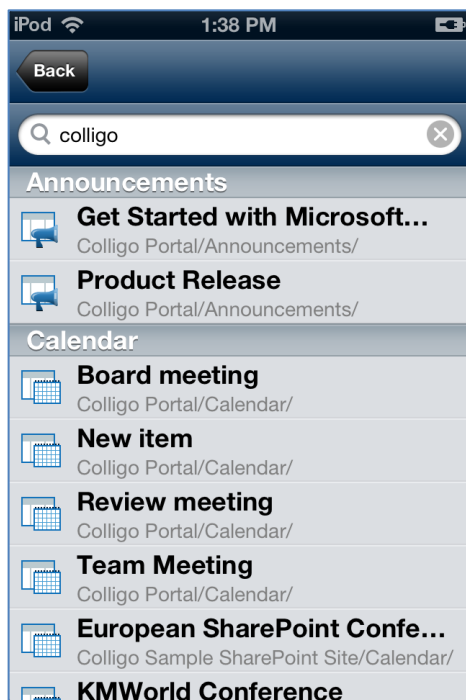 iPod 1:38 PM
Back
colligo
Announcements
Get Started with Microsoft...
Colligo Portal/Announcements/
Product Release
Colligo Portal/Announcements/
Calendar
Board meeting
Colligo Portal/Calendar/
New item
Colligo Portal/Calendar/
Review meeting
Colligo Portal/Calendar/
Team Meeting
Colligo Portal/Calendar/
European SharePoint Confe...
Colligo Sample SharePoint Site/Calendar/
KMWorld Conference